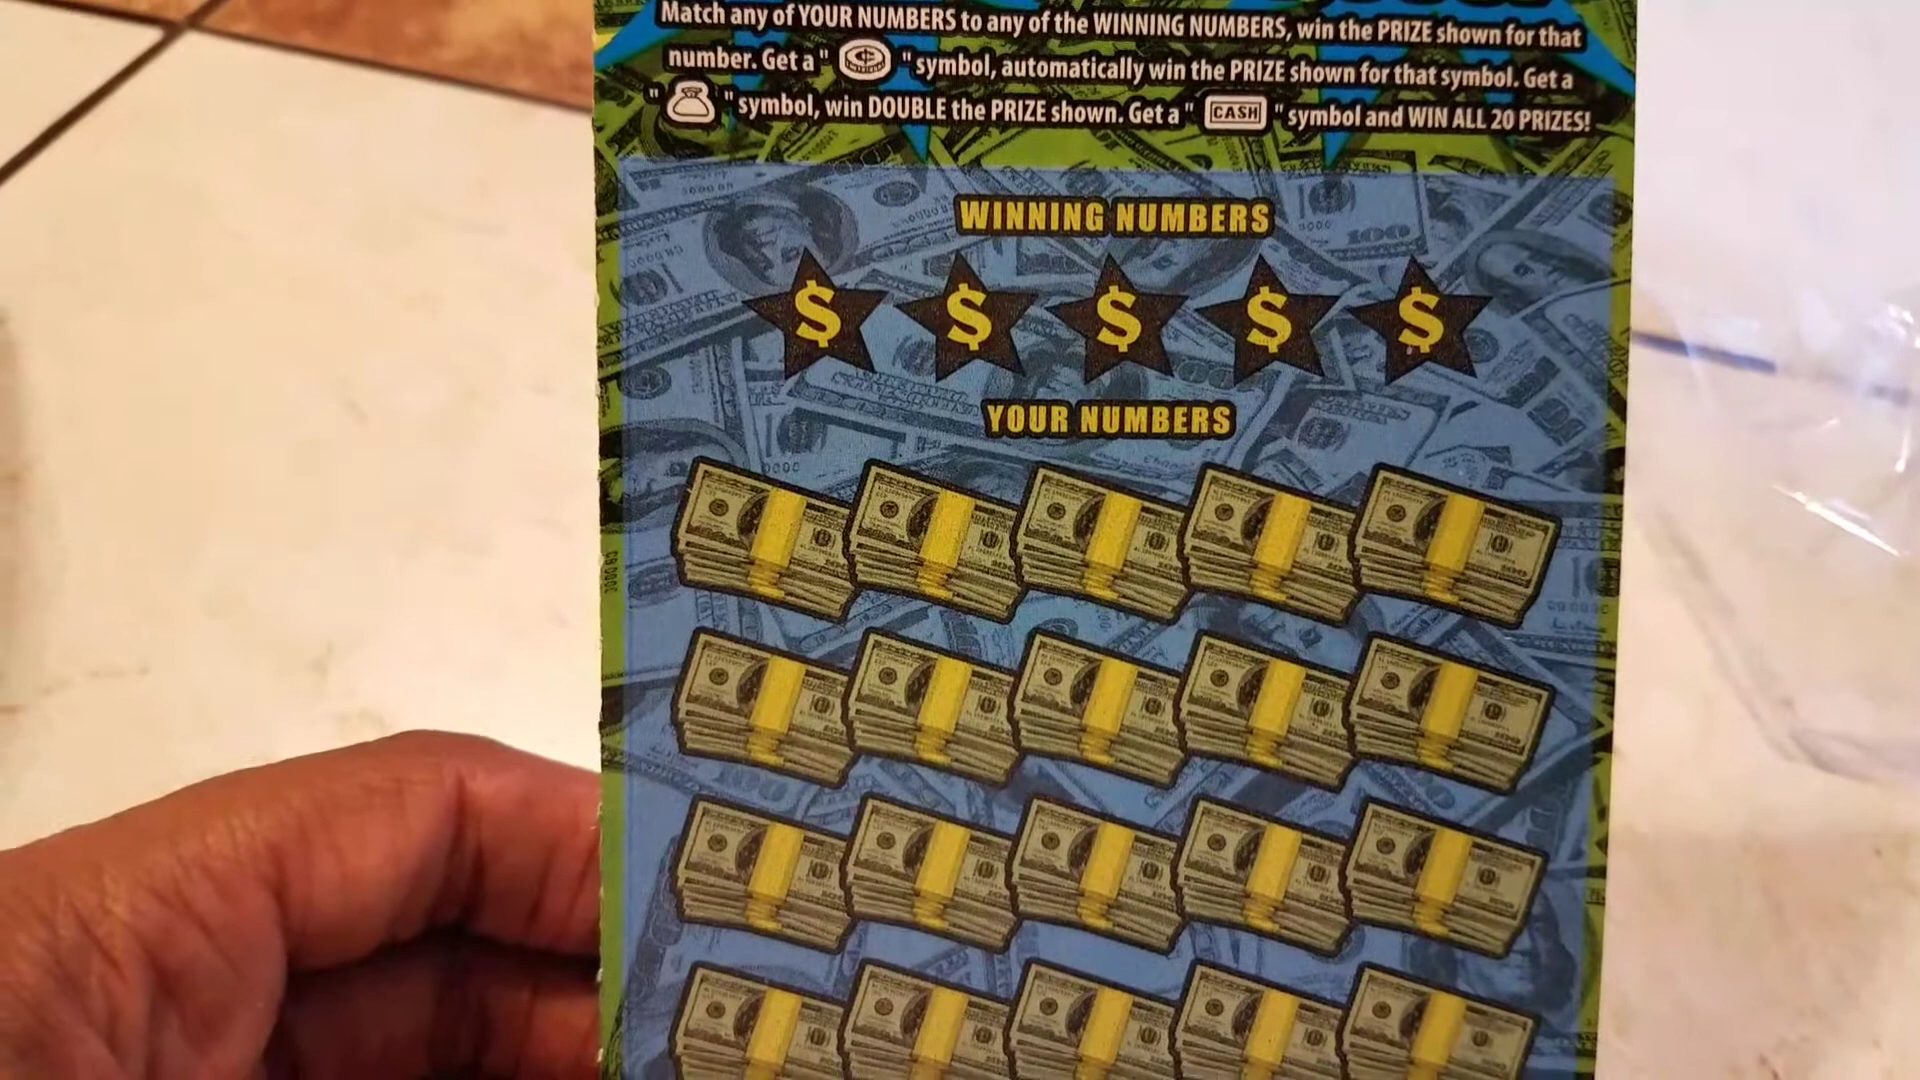 Match any of YOUR NUMBERS to any of the WINNING NUMBERS, win the PRIZE shown for that
number. Get a " ¢ " symbol, automatically win the PRIZE shown for that symbol. Get a
" " symbol, win DOUBLE the PRIZE shown. Get a " CASH " symbol and WIN ALL 20 PRIZES!
WINNING NUMBERS
$ $ $ $ $
YOUR NUMBERS